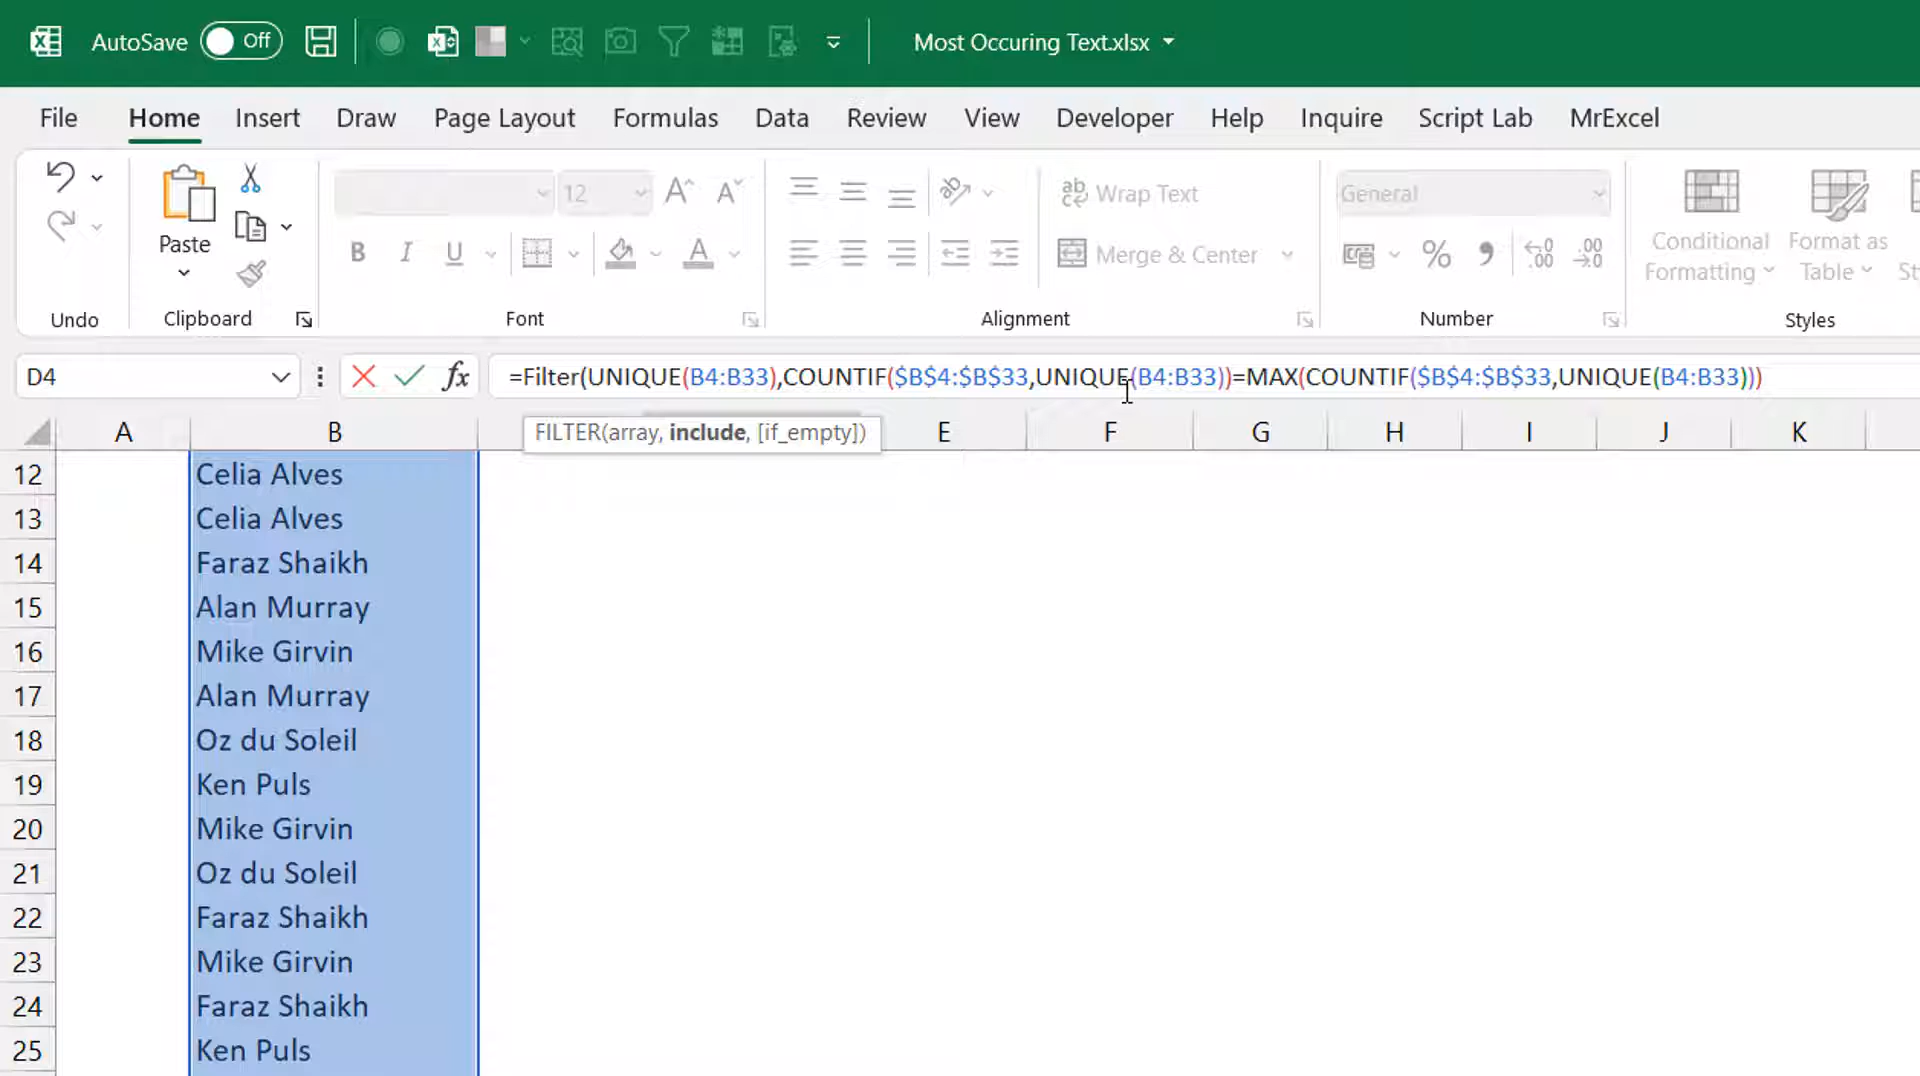 AutoSave Off Most Occuring Text.xlsx
File Home Insert Draw Page Layout Formulas Data Review View Developer Help Inquire Script Lab MrExcel
12 Wrap Text General
Paste Conditional Format as
B I U Merge & Center % Formatting Table
Undo Clipboard Font Alignment Number Styles
D4 fx =Filter(UNIQUE(B4:B33),COUNTIF($B$4:$B$33,UNIQUE(B4:B33))=MAX(COUNTIF($B$4:$B$33,UNIQUE(B4:B33)))
FILTER(array, include, [if_empty])
A B E F G H I J K
12 Celia Alves
13 Celia Alves
14 Faraz Shaikh
15 Alan Murray
16 Mike Girvin
17 Alan Murray
18 Oz du Soleil
19 Ken Puls
20 Mike Girvin
21 Oz du Soleil
22 Faraz Shaikh
23 Mike Girvin
24 Faraz Shaikh
25 Ken Puls